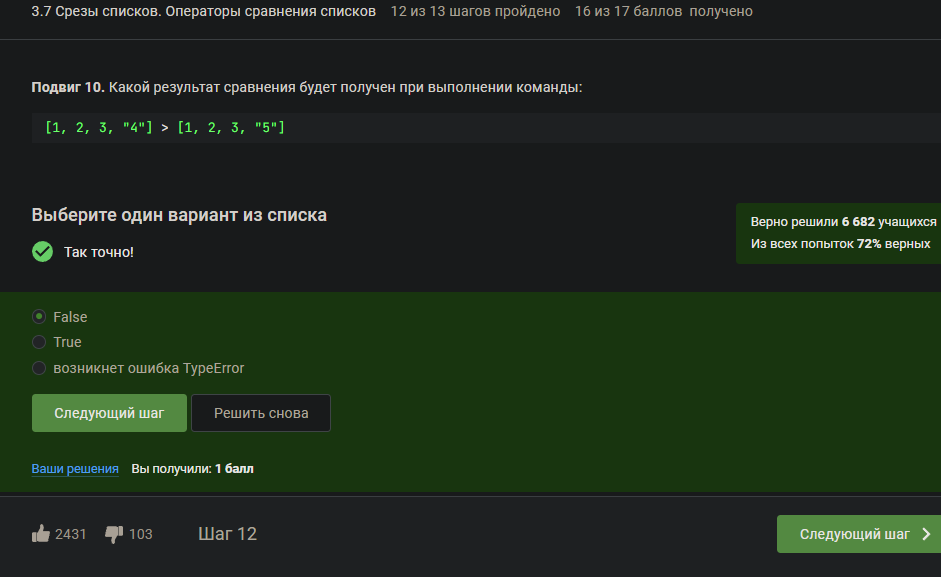 3.7 Срезы списков. Операторы сравнения списков 12 из 13 шагов пройдено 16 из 17 баллов получено
Подвиг 10. Какой результат сравнения будет получен при выполнении команды:
[1, 2, 3, "4"] > [1, 2, 3, "5"]
Выберите один вариант из списка
Верно решили 6 682 учащихся
Из всех попыток 72% верных
Так точно!
False
True
возникнет ошибка TypeError
Следующий шаг Решить снова
Ваши решения Вы получили: 1 балл
2431 103 Шаг 12 Следующий шаг